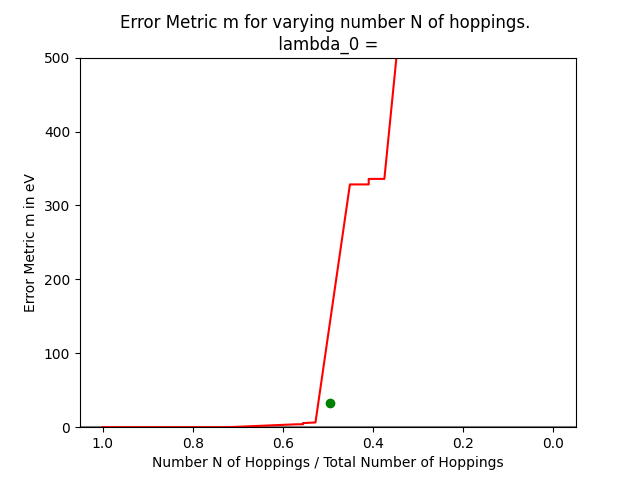 Error Metric m for varying number N of hoppings.
lambda_0 =
500
400
300
200
100
0
Error Metric m in eV
1.0 0.8 0.6 0.4 0.2 0.0
Number N of Hoppings / Total Number of Hoppings